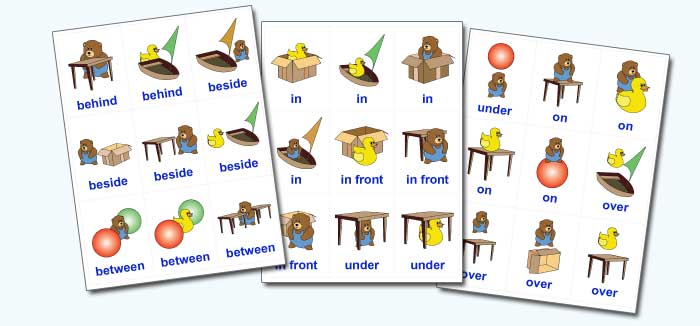 behind
behind
beside
beside
beside
beside
between
between
between
in
in
in
in
in front
in front
in front
under
under
under
on
on
on
on
over
over
over
over